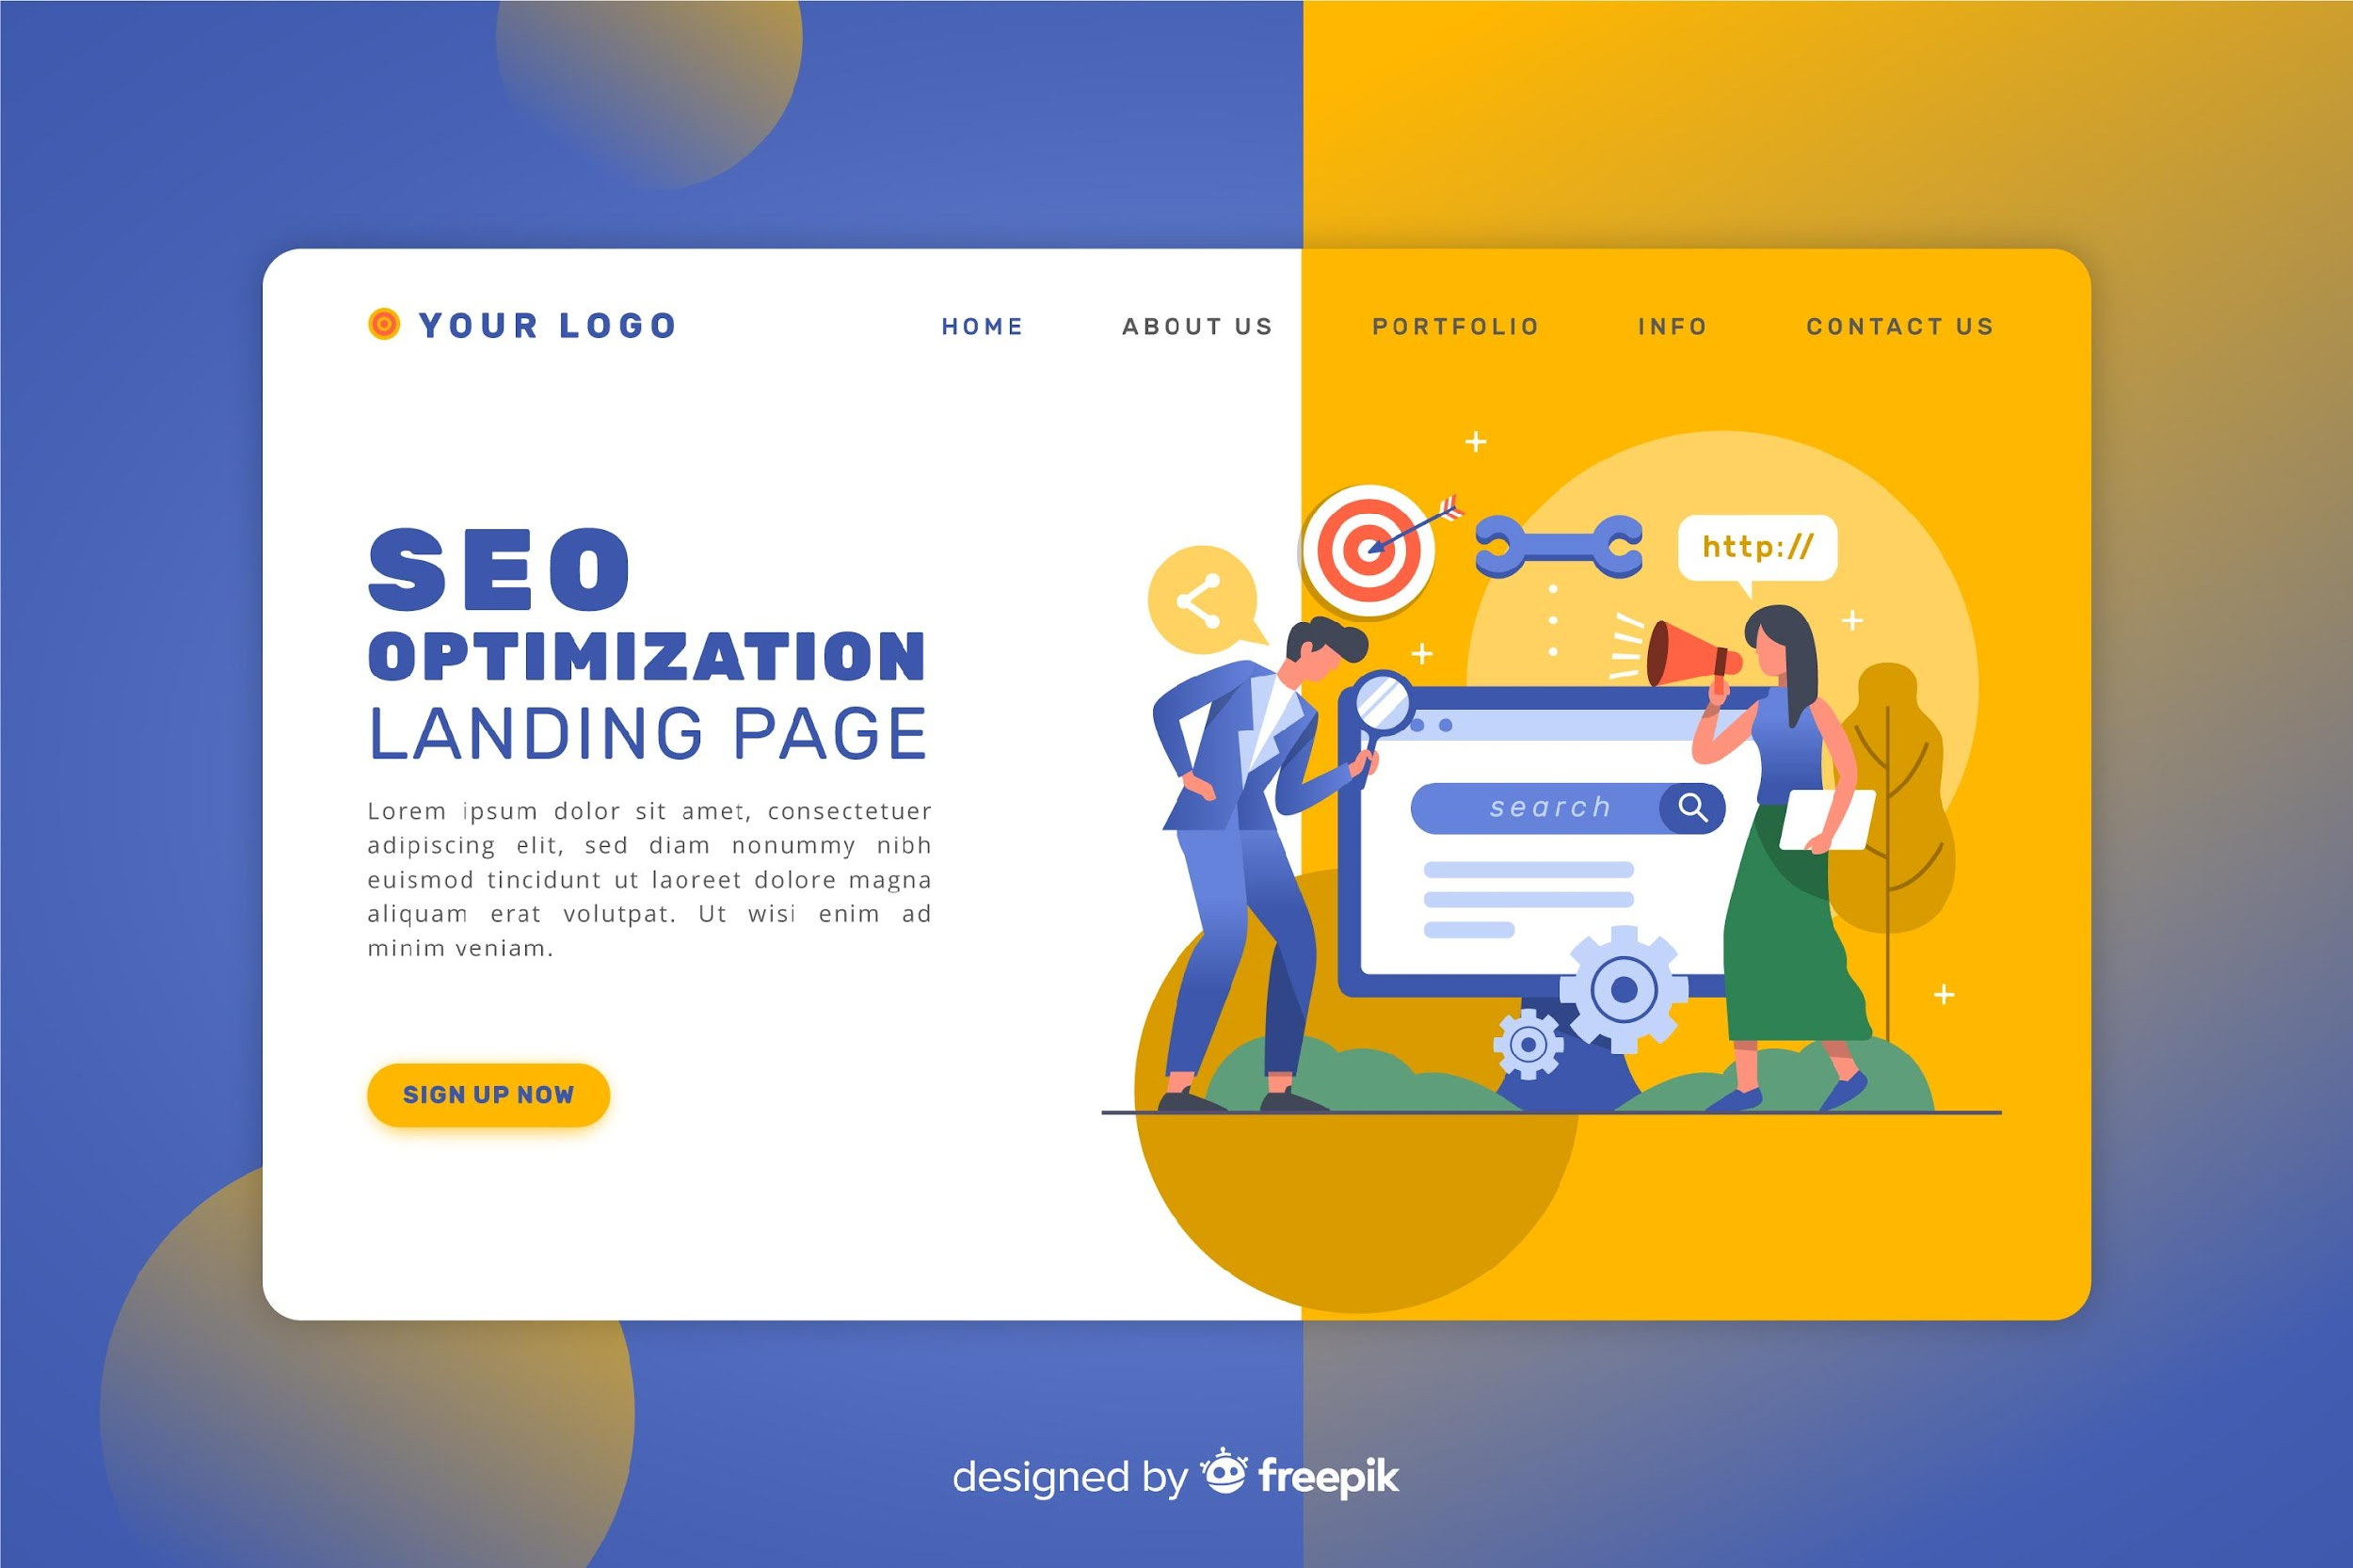 YOUR LOGO
HOME
ABOUT US
PORTFOLIO
INFO
CONTACT US
SEO
OPTIMIZATION
LANDING PAGE
Lorem ipsum dolor sit amet, consectetuer
adipiscing elit, sed diam nonummy nibh
euismod tincidunt ut laoreet dolore magna
aliquam erat volutpat. Ut wisi enim ad
minim veniam.
SIGN UP NOW
http://
search
designed by freepik